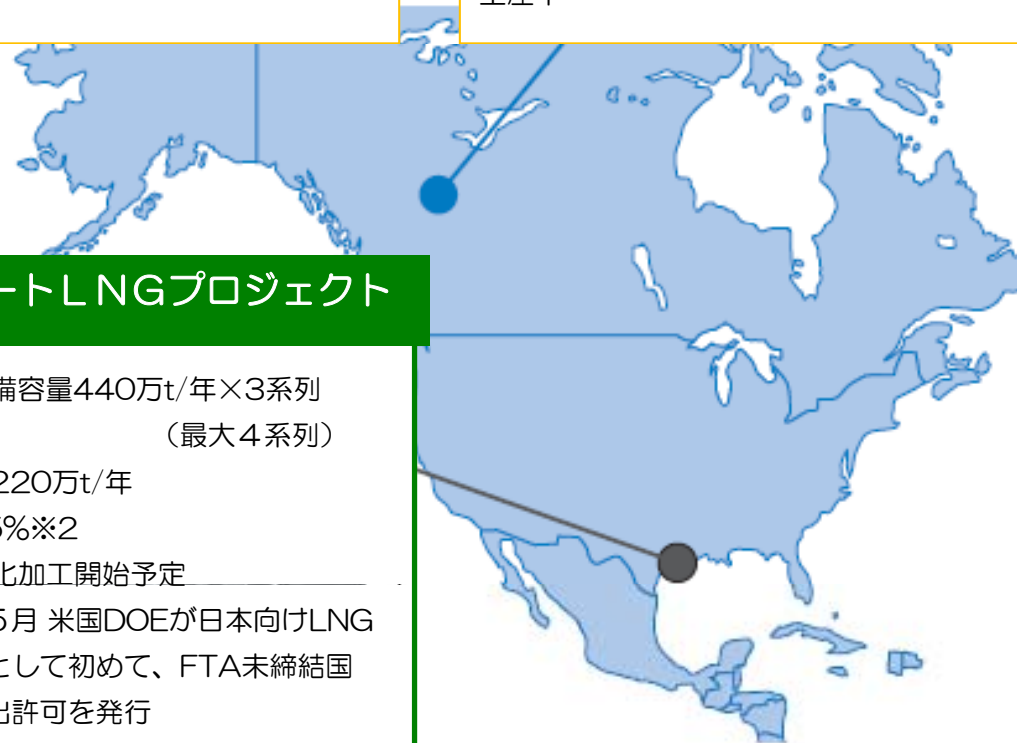 ートＬＮＧプロジェクト
備容量440万t/年×3系列
（最大４系列）
220万t/年
%※2
化加工開始予定
5月 米国DOEが日本向けLNG
として初めて、FTA未締結国
出許可を発行